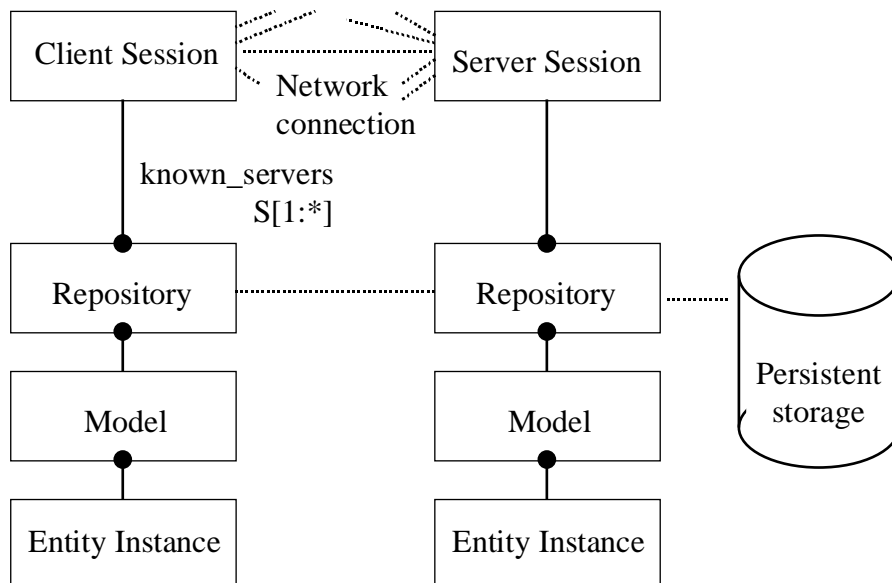 Client Session
Server Session
Network
connection
known_servers
S[1:*]
Repository
Repository
Model
Model
Persistent
storage
Entity Instance
Entity Instance